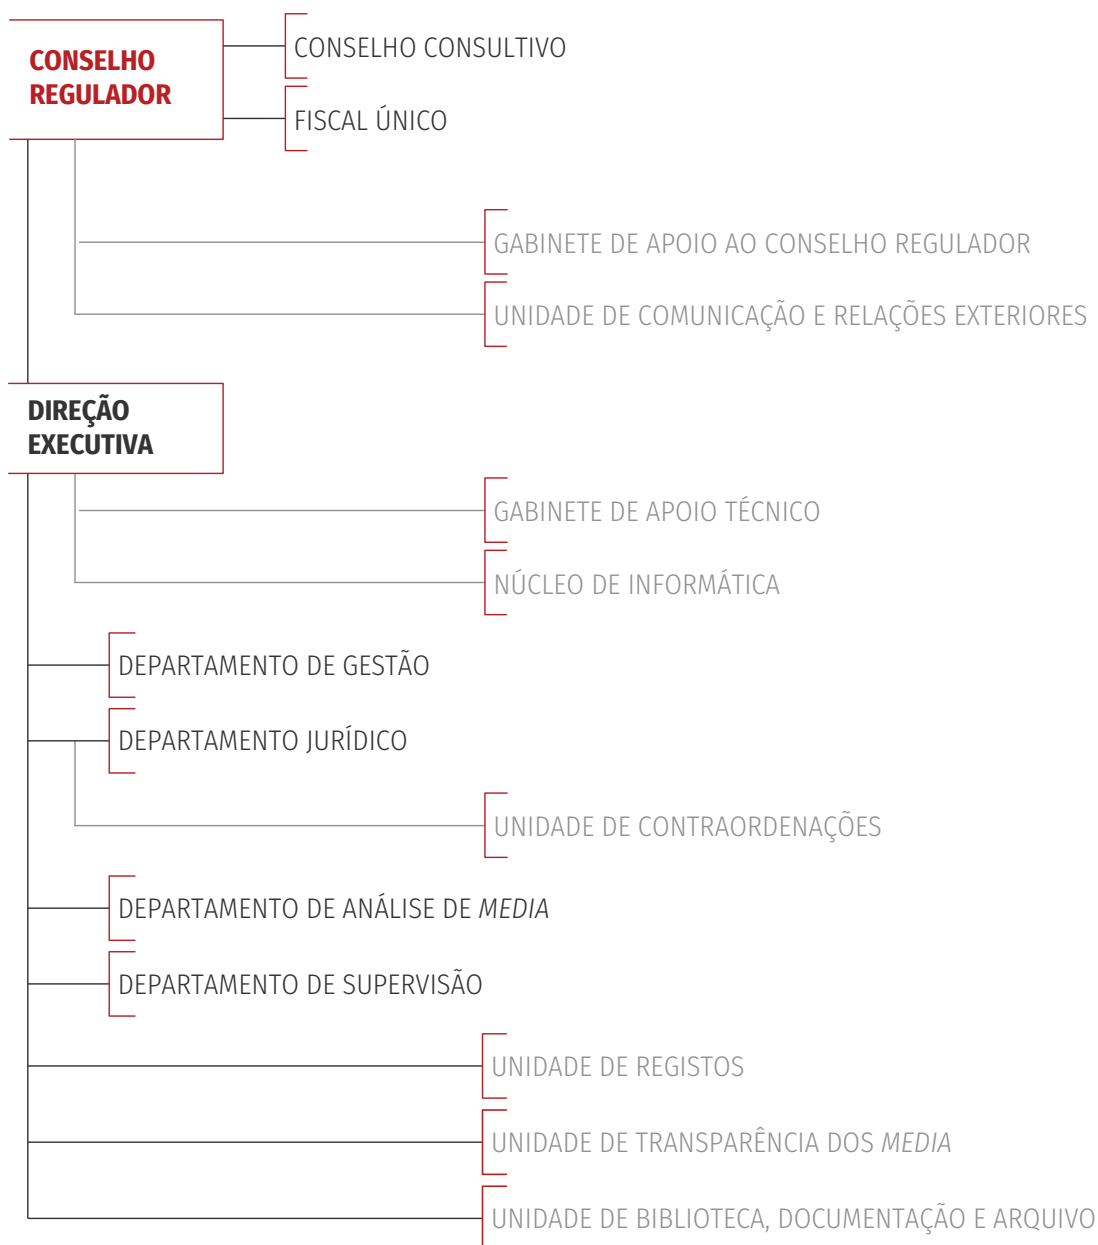 CONSELHO
REGULADOR
CONSELHO CONSULTIVO
FISCAL ÚNICO
GABINETE DE APOIO AO CONSELHO REGULADOR
UNIDADE DE COMUNICAÇÃO E RELAÇÕES EXTERIORES
DIREÇÃO
EXECUTIVA
GABINETE DE APOIO TÉCNICO
NÚCLEO DE INFORMÁTICA
DEPARTAMENTO DE GESTÃO
DEPARTAMENTO JURÍDICO
UNIDADE DE CONTRAORDENAÇÕES
DEPARTAMENTO DE ANÁLISE DE MEDIA
DEPARTAMENTO DE SUPERVISÃO
UNIDADE DE REGISTOS
UNIDADE DE TRANSPARÊNCIA DOS MEDIA
UNIDADE DE BIBLIOTECA, DOCUMENTAÇÃO E ARQUIVO